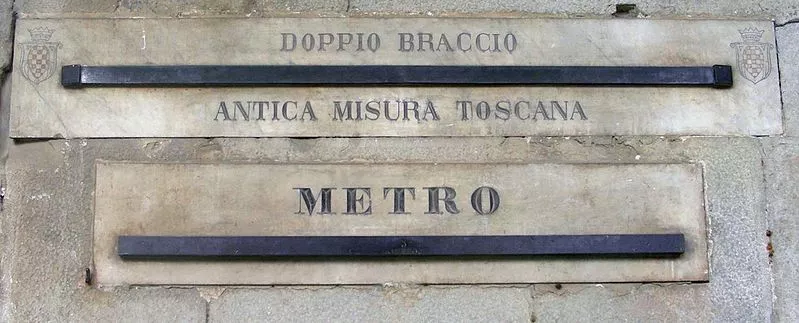 DOPPIO BRACCIO
ANTICA MISURA TOSCANA
METRO